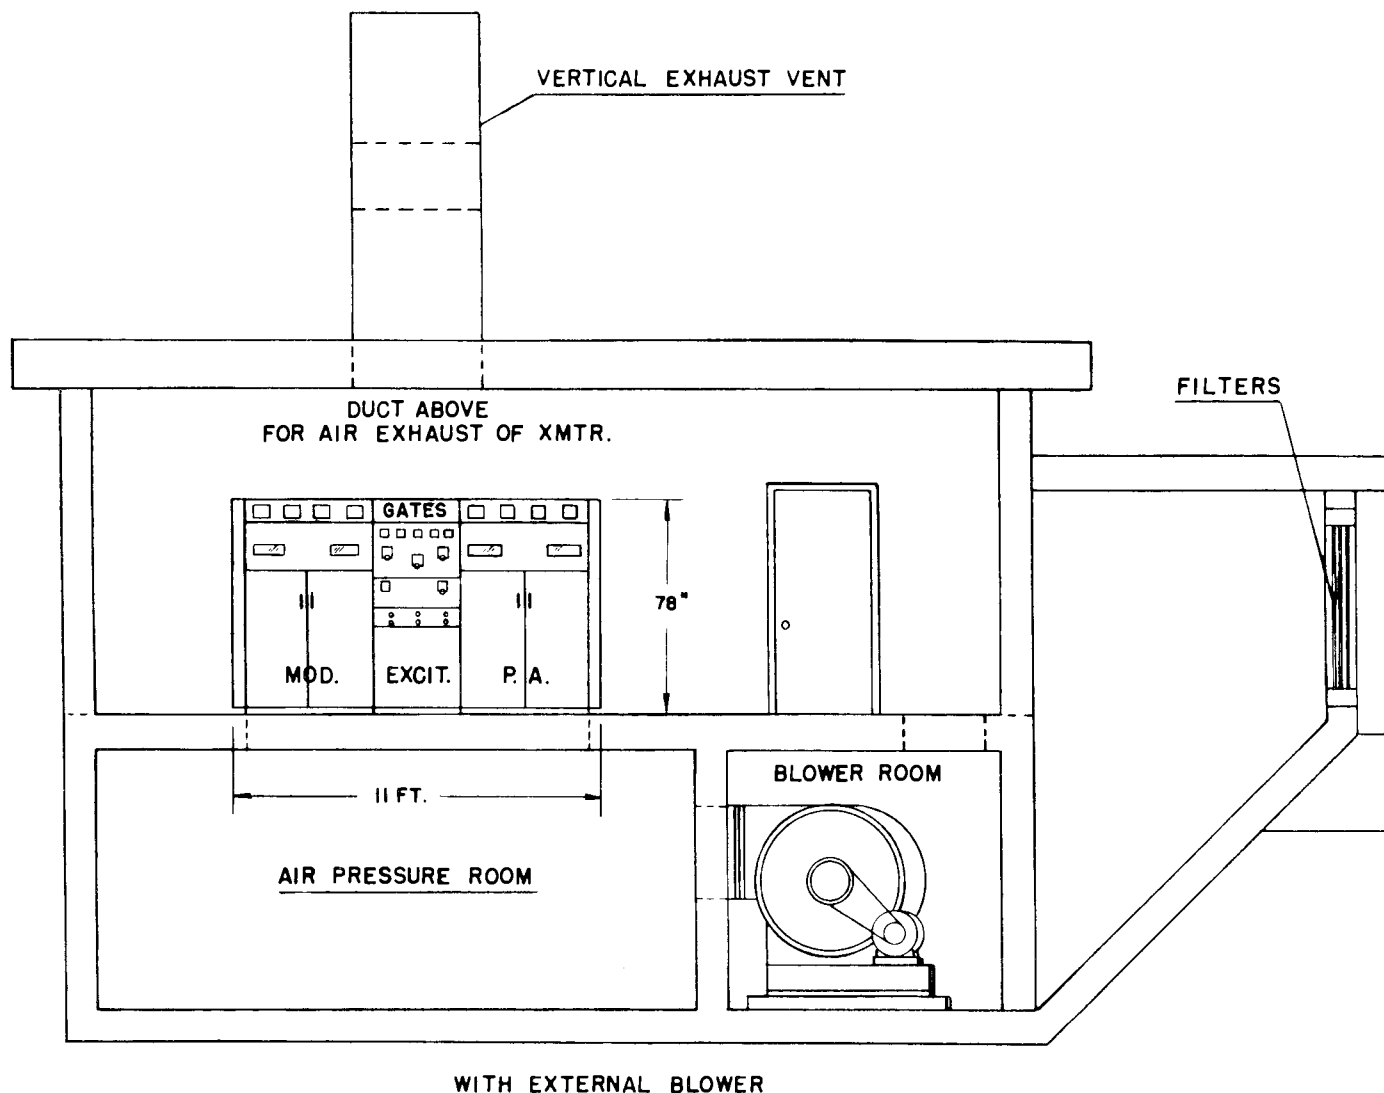 VERTICAL EXHAUST VENT
DUCT ABOVE
FOR AIR EXHAUST OF XMTR.
FILTERS
GATES
78"
MOD.
EXCIT.
P. A.
BLOWER ROOM
11 FT.
AIR PRESSURE ROOM
WITH EXTERNAL BLOWER